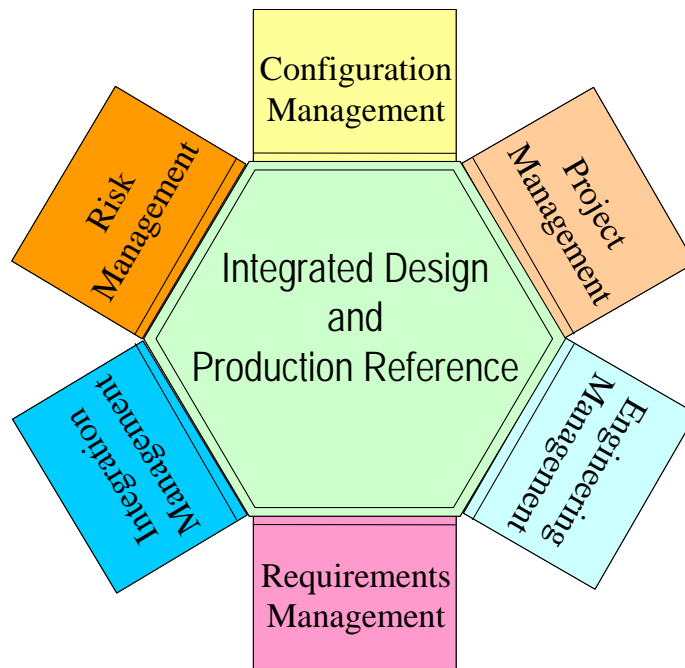 Configuration
Management
Project
Management
Engineering
Management
Requirements
Management
Integration
Management
Risk
Management
Integrated Design
and
Production Reference